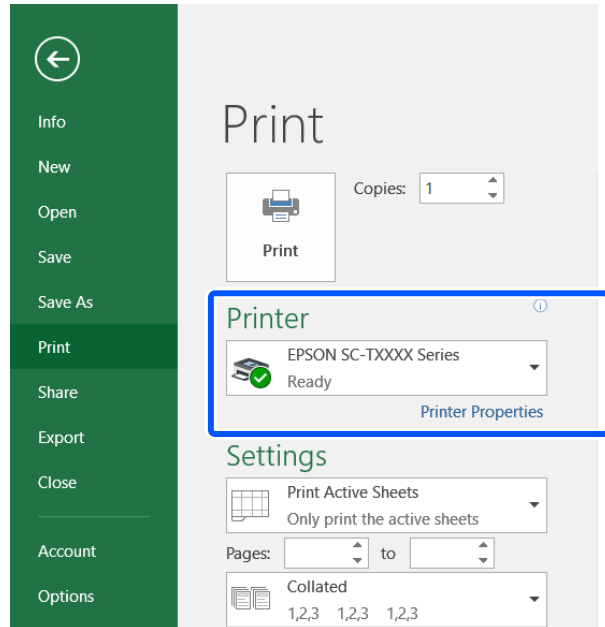 Info
New
Open
Save
Save As
Print
Share
Export
Close
Account
Options
Print
Copies: 1
Print
Printer
EPSON SC-TXXXX Series
Ready
Printer Properties
Settings
Print Active Sheets
Only print the active sheets
Pages: to
Collated
1,2,3 1,2,3 1,2,3